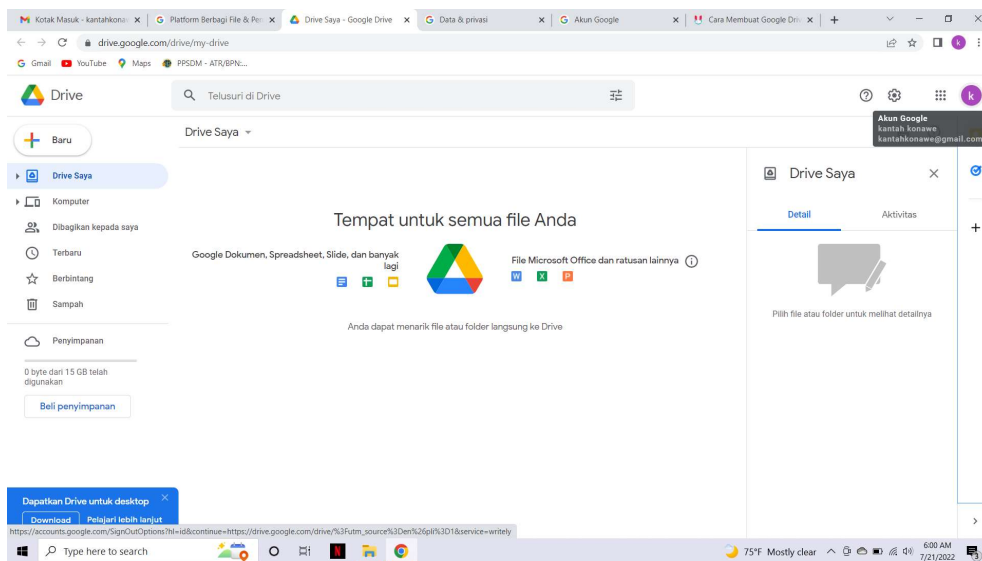 Kotak Masuk - kantahkona
Platform Berbagi File & Pen
Drive Saya - Google Drive
Data & privasi
Akun Google
Cara Membuat Google Dri
drive.google.com/drive/my-drive
Gmail
YouTube
Maps
PPSDM - ATR/BPN:...
Drive
Telusuri di Drive
k
Akun Google
kantah konawe
kantahkonawe@gmail.com
Baru
Drive Saya
Drive Saya
Komputer
Dibagikan kepada saya
Terbaru
Berbintang
Sampah
Penyimpanan
0 byte dari 15 GB telah
digunakan
Beli penyimpanan
Tempat untuk semua file Anda
Google Dokumen, Spreadsheet, Slide, dan banyak
lagi
File Microsoft Office dan ratusan lainnya
W X P
Anda dapat menarik file atau folder langsung ke Drive
Drive Saya
Detail
Aktivitas
Pilih file atau folder untuk melihat detailnya
Dapatkan Drive untuk desktop
Download
Pelajari lebih lanjut
https://accounts.google.com/SignOutOptions?hl=id&continue=https://drive.google.com/drive/%3Futm_source%3Den%26pli%3D1&service=writely
Type here to search
75°F Mostly clear
6:00 AM
7/21/2022
3